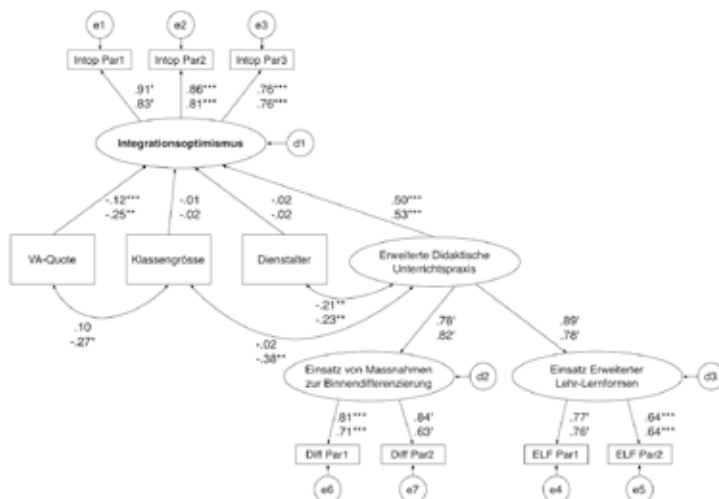 e1
e2
e3
Intop Par1
Intop Par2
Intop Par3
.91'
.83'
.86***
.81***
.76***
.76***
Integrationsoptimismus
d1
-.12***
-.25**
-.01
-.02
-.02
-.02
.50***
.53***
VA-Quote
Klassengrösse
Dienstalter
Erweiterte Didaktische
Unterrichtspraxis
.10
-.27*
-.21**
-.23**
-.02
-.38**
.78'
.82'
.89'
.78'
Einsatz von Massnahmen
zur Binnendifferenzierung
d2
Einsatz Erweiterter
Lehr-Lernformen
d3
.81***
.71***
.84'
.63'
.77'
.76'
.64***
.64***
Diff Par1
Diff Par2
ELF Par1
ELF Par2
e6
e7
e4
e5